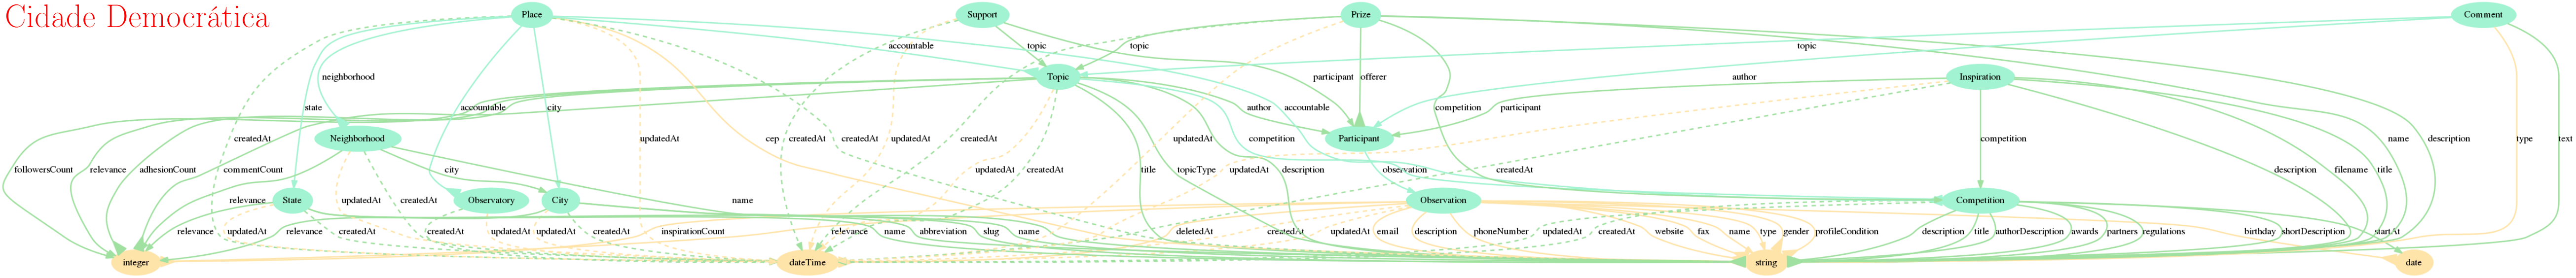 Cidade Democrática
Place
Support
Prize
Comment
accountable
topic
topic
topic
neighborhood
participant
offerer
author
Topic
Inspiration
state
accountable
city
author
accountable
competition
participant
createdAt
updatedAt
cep
createdAt
createdAt
updatedAt
createdAt
updatedAt
competition
competition
name
description
type
text
Neighborhood
Participant
followersCount
relevance
adhesionCount
commentCount
city
updatedAt
createdAt
title
topicType
description
updatedAt
observation
createdAt
description
filename
title
relevance
updatedAt
createdAt
name
State
Observatory
City
Observation
Competition
relevance
updatedAt
createdAt
relevance
createdAt
updatedAt
updatedAt
createdAt
inspirationCount
relevance
name
abbreviation
slug
name
deletedAt
createdAt
updatedAt
email
description
phoneNumber
updatedAt
createdAt
website
fax
name
type
gender
profileCondition
description
title
authorDescription
awards
partners
regulations
birthday
shortDescription
startAt
integer
dateTime
string
date